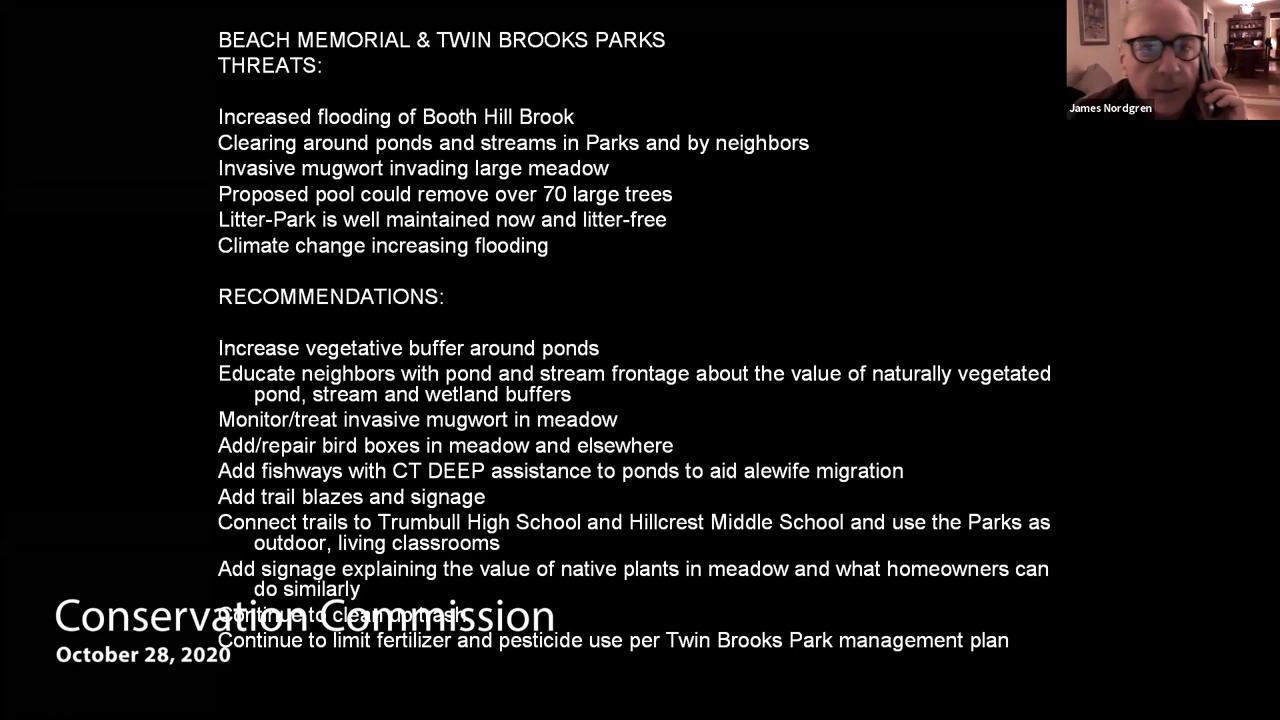 BEACH MEMORIAL & TWIN BROOKS PARKS
THREATS:
Increased flooding of Booth Hill Brook
Clearing around ponds and streams in Parks and by neighbors
Invasive mugwort invading large meadow
Proposed pool could remove over 70 large trees
Litter-Park is well maintained now and litter-free
Climate change increasing flooding
RECOMMENDATIONS:
Increase vegetative buffer around ponds
Educate neighbors with pond and stream frontage about the value of naturally vegetated
pond, stream and wetland buffers
Monitor/treat invasive mugwort in meadow
Add/repair bird boxes in meadow and elsewhere
Add fishways with CT DEEP assistance to ponds to aid alewife migration
Add trail blazes and signage
Connect trails to Trumbull High School and Hillcrest Middle School and use the Parks as
outdoor, living classrooms
Add signage explaining the value of native plants in meadow and what homeowners can
do similarly
Continue to clean up trash
Continue to limit fertilizer and pesticide use per Twin Brooks Park management plan
James Nordgren
Conservation Commission
October 28, 2020